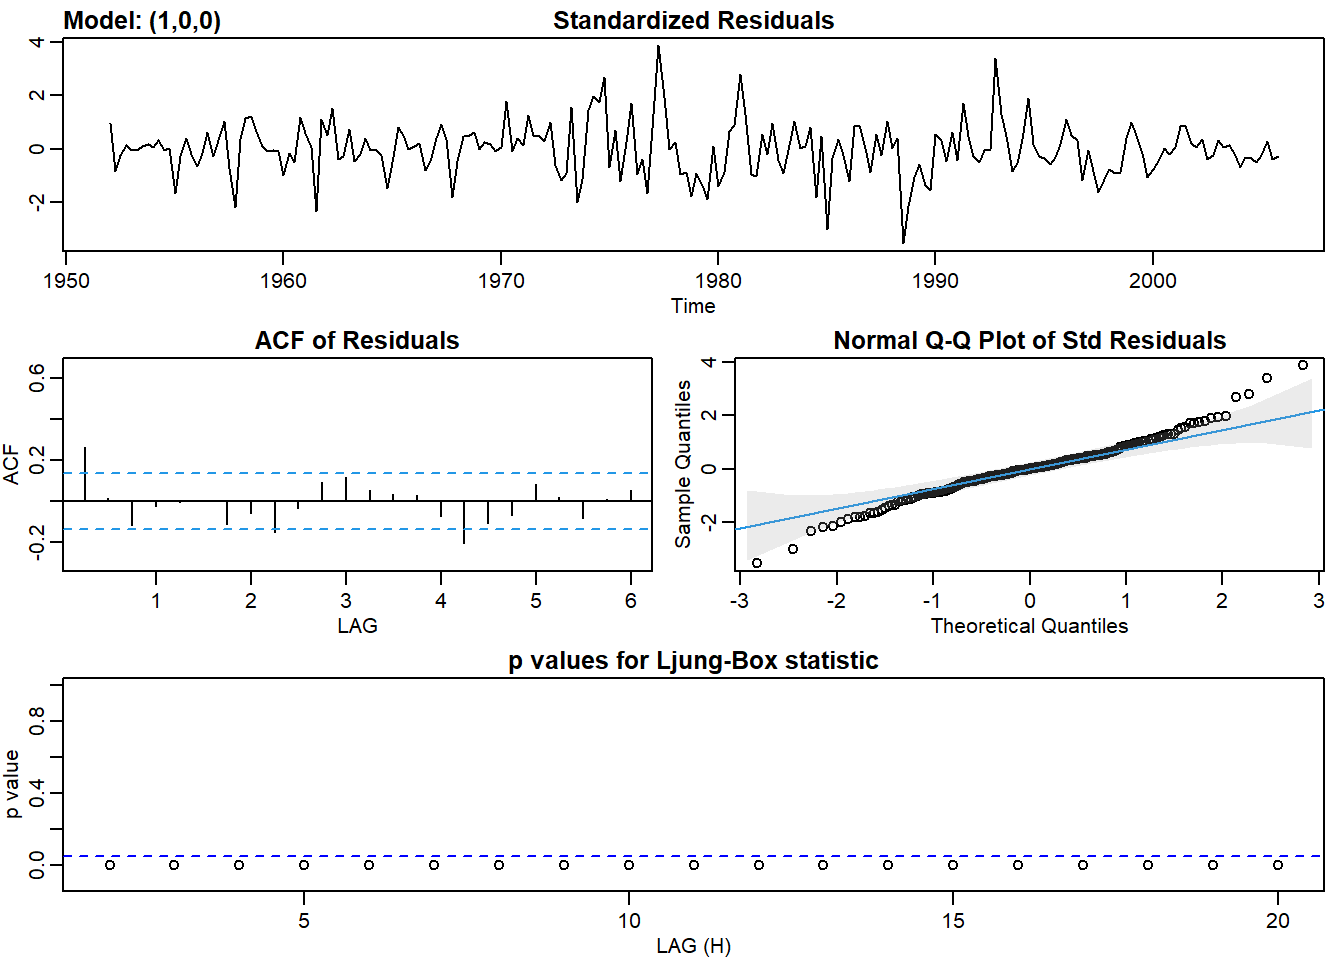 Model: (1,0,0) Standardized Residuals
4
2
0
-2
1950 1960 1970 1980 1990 2000
Time
ACF of Residuals
ACF
0.6
0.2
-0.2
1 2 3 4 5 6
LAG
Normal Q-Q Plot of Std Residuals
Sample Quantiles
4
2
0
-2
-3 -2 -1 0 1 2 3
Theoretical Quantiles
p values for Ljung-Box statistic
p value
0.8
0.4
0.0
5 10 15 20
LAG (H)